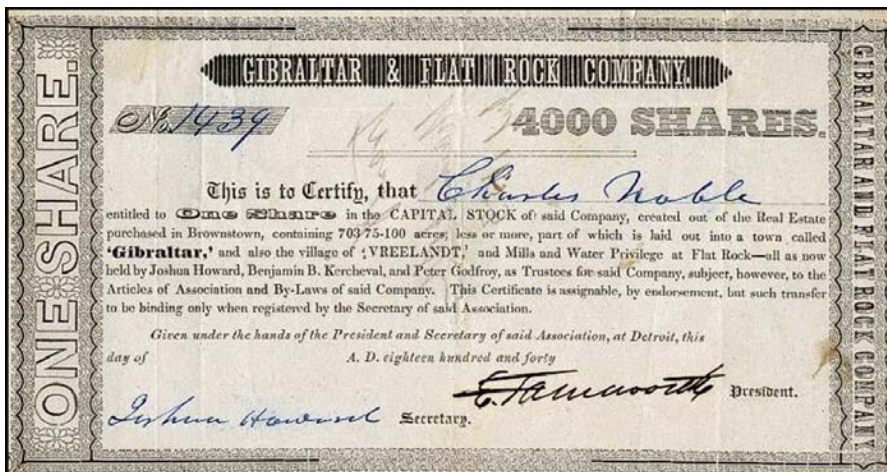 GIBRALTAR & FLAT ROCK COMPANY.
No. 1439
4000 SHARES.
This is to Certify, that Charles Noble
entitled to One Share in the CAPITAL STOCK of said Company, created out of the Real Estate
purchased in Brownstown, containing 703 75-100 acres; less or more, part of which is laid out into a town called
'Gibraltar,' and also the village of 'VREELANDT,' and Mills and Water Privilege at Flat Rock—all as now
held by Joshua Howard, Benjamin B. Kercheval, and Peter Godfroy, as Trustees for said Company, subject, however, to the
Articles of Association and By-Laws of said Company. This Certificate is assignable, by endorsement, but such transfer
to be binding only when registered by the Secretary of said Association.
Given under the hands of the President and Secretary of said Association, at Detroit, this
day of A. D. eighteen hundred and forty
President.
Joshua Howard Secretary.
ONE SHARE.
GIBRALTAR AND FLAT ROCK COMPANY.